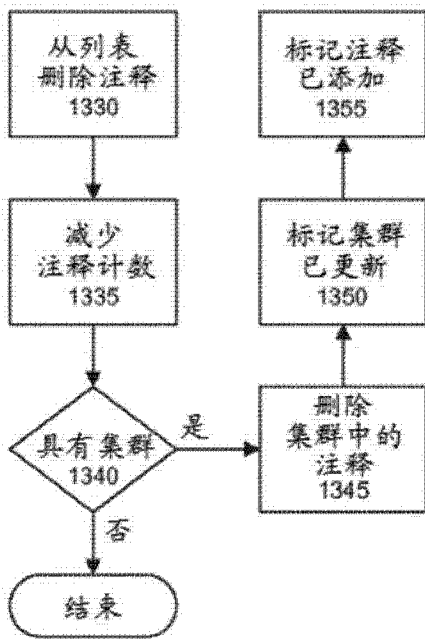 从列表
删除注释
1330
减少
注释计数
1335
具有集群
1340
是
否
结束
删除
集群中的
注释
1345
标记集群
已更新
1350
标记注释
已添加
1355